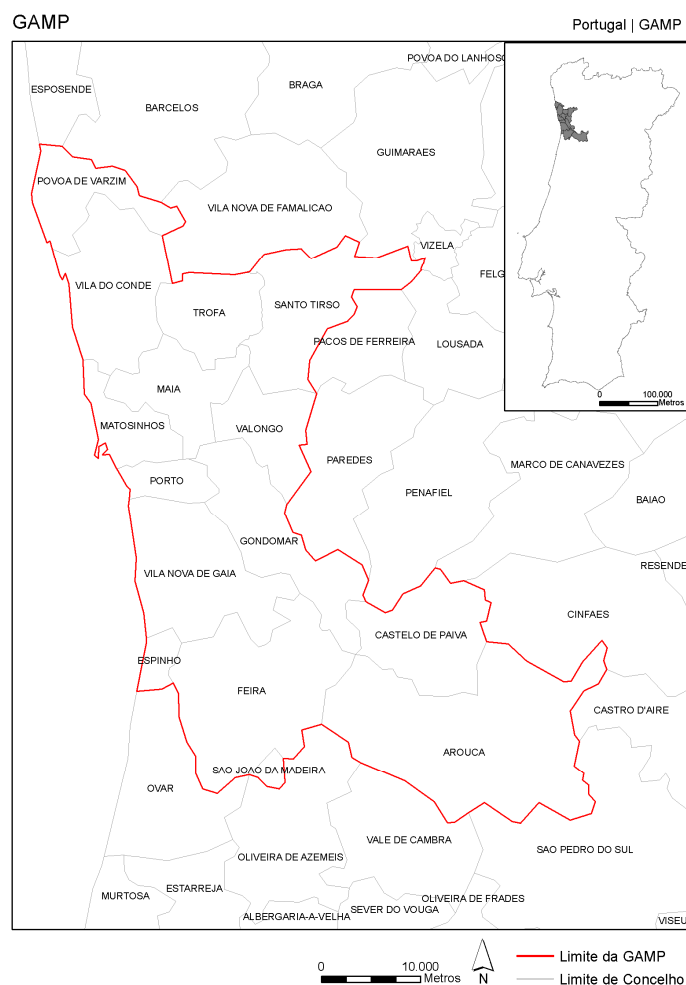 GAMP
Portugal | GAMP
POVOA DO LANHOSO
BRAGA
ESPOSENDE
BARCELOS
GUIMARAES
POVOA DE VARZIM
VILA NOVA DE FAMALICAO
VIZELA
FELG
VILA DO CONDE
SANTO TIRSO
TROFA
PACOS DE FERREIRA
LOUSADA
0 100.000
Metros
MAIA
MATOSINHOS
VALONGO
PAREDES
MARCO DE CANAVEZES
PORTO
PENAFIEL
BAIAO
GONDOMAR
RESENDE
VILA NOVA DE GAIA
CINFAES
CASTELO DE PAIVA
ESPINHO
FEIRA
CASTRO D'AIRE
AROUCA
SAO JOAO DA MADEIRA
OVAR
VALE DE CAMBRA
SAO PEDRO DO SUL
OLIVEIRA DE AZEMEIS
ESTARREJA
MURTOSA
OLIVEIRA DE FRADES
SEVER DO VOUGA
ALBERGARIA-A-VELHA
VISEU
0 10.000
Metros
N
Limite da GAMP
Limite de Concelho